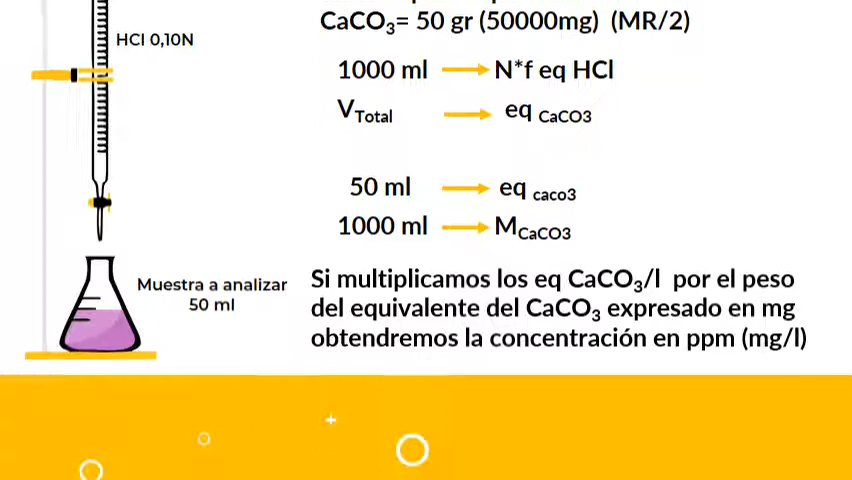 HCl 0,10N
CaCO₃= 50 gr (50000mg) (MR/2)
1000 ml → N*f eq HCl
V_Total → eq CaCO3
50 ml → eq caco3
1000 ml → M_CaCO3
Muestra a analizar
50 ml
Si multiplicamos los eq CaCO₃/l por el peso
del equivalente del CaCO₃ expresado en mg
obtendremos la concentración en ppm (mg/l)